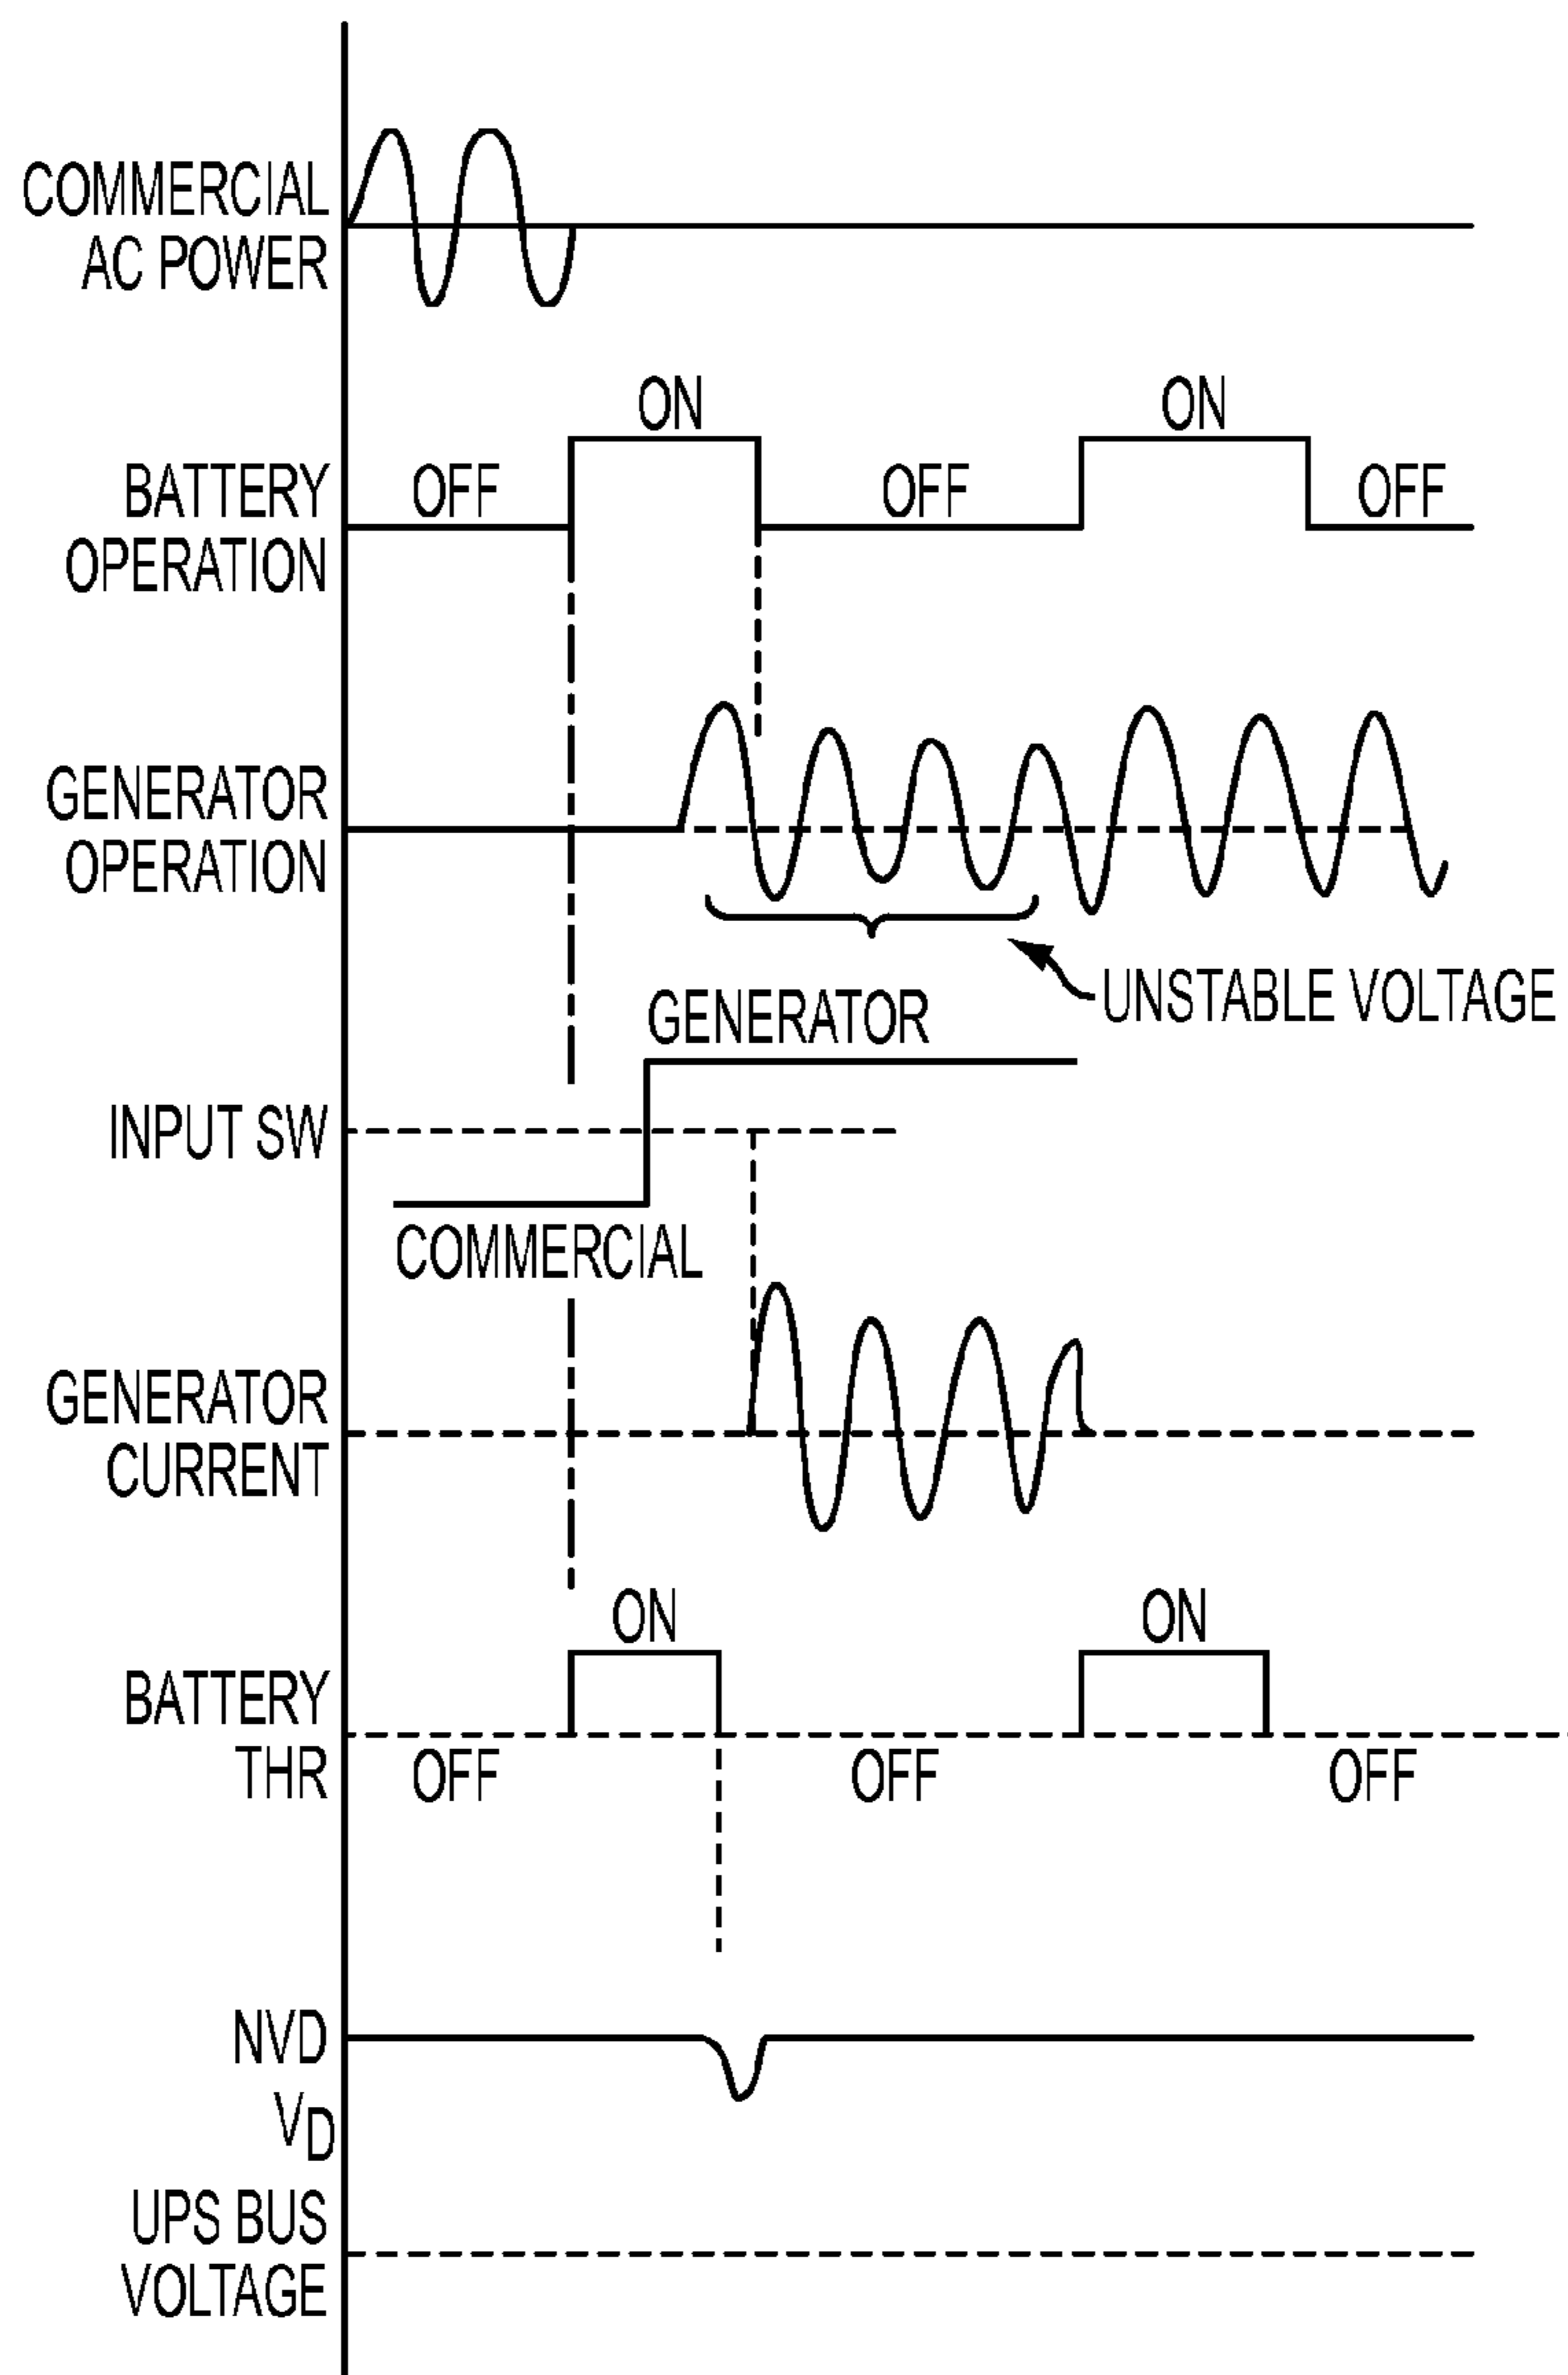 COMMERCIAL
AC POWER
ON
ON
BATTERY
OPERATION
OFF
OFF
OFF
GENERATOR
OPERATION
UNSTABLE VOLTAGE
GENERATOR
INPUT SW
COMMERCIAL
GENERATOR
CURRENT
ON
ON
BATTERY
THR
OFF
OFF
OFF
NVD
VD
UPS BUS
VOLTAGE